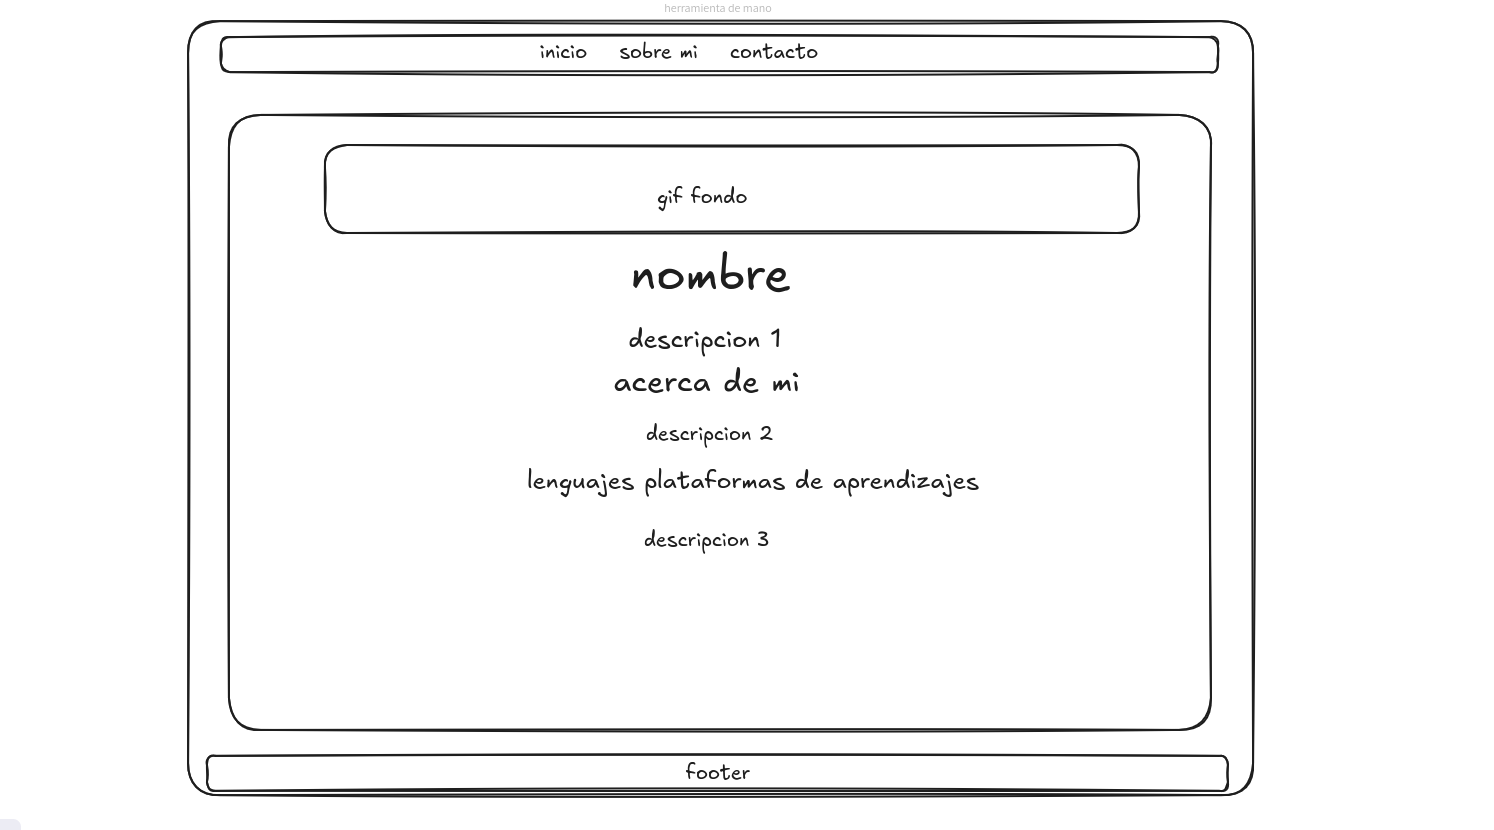 herramienta de mano
inicio sobre mi contacto
gif fondo
nombre
descripcion 1
acerca de mi
descripcion 2
lenguajes plataformas de aprendizajes
descripcion 3
footer